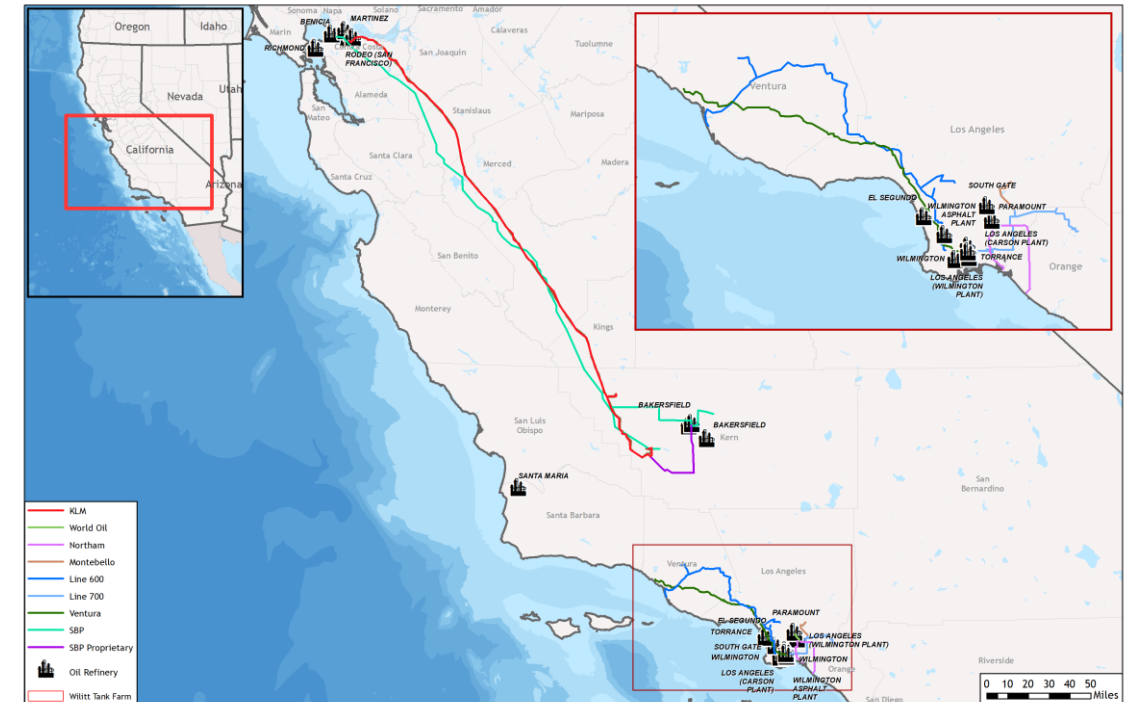 Oregon
Idaho
Nevada
Utah
California
Arizona
Sonoma
Napa
Solano
Sacramento
Amador
BENICIA
MARTINEZ
Marin
Calaveras
RICHMOND
Contra Costa
San Joaquin
Tuolumne
RODEO (SAN
FRANCISCO)
Alameda
San
Mateo
Stanislaus
Mariposa
Santa Clara
Merced
Madera
Santa Cruz
San Benito
Monterey
Kings
BAKERSFIELD
BAKERSFIELD
Kern
San Luis
Obispo
SANTA MARIA
Santa Barbara
San
Bernardino
Ventura
Los Angeles
SOUTH GATE
EL SEGUNDO
WILMINGTON
ASPHALT
PLANT
PARAMOUNT
LOS ANGELES
(CARSON PLANT)
WILMINGTON
TORRANCE
LOS ANGELES
(WILMINGTON
PLANT)
Orange
Ventura
Los Angeles
PARAMOUNT
EL SEGUNDO
TORRANCE
LOS ANGELES
(WILMINGTON PLANT)
SOUTH GATE
WILMINGTON
WILMINGTON
Orange
LOS ANGELES
(CARSON
PLANT)
WILMINGTON
ASPHALT
PLANT
Riverside
San Diego
KLM
World Oil
Northam
Montebello
Line 600
Line 700
Ventura
SBP
SBP Proprietary
Oil Refinery
Wilitt Tank Farm
0 10 20 30 40 50
Miles